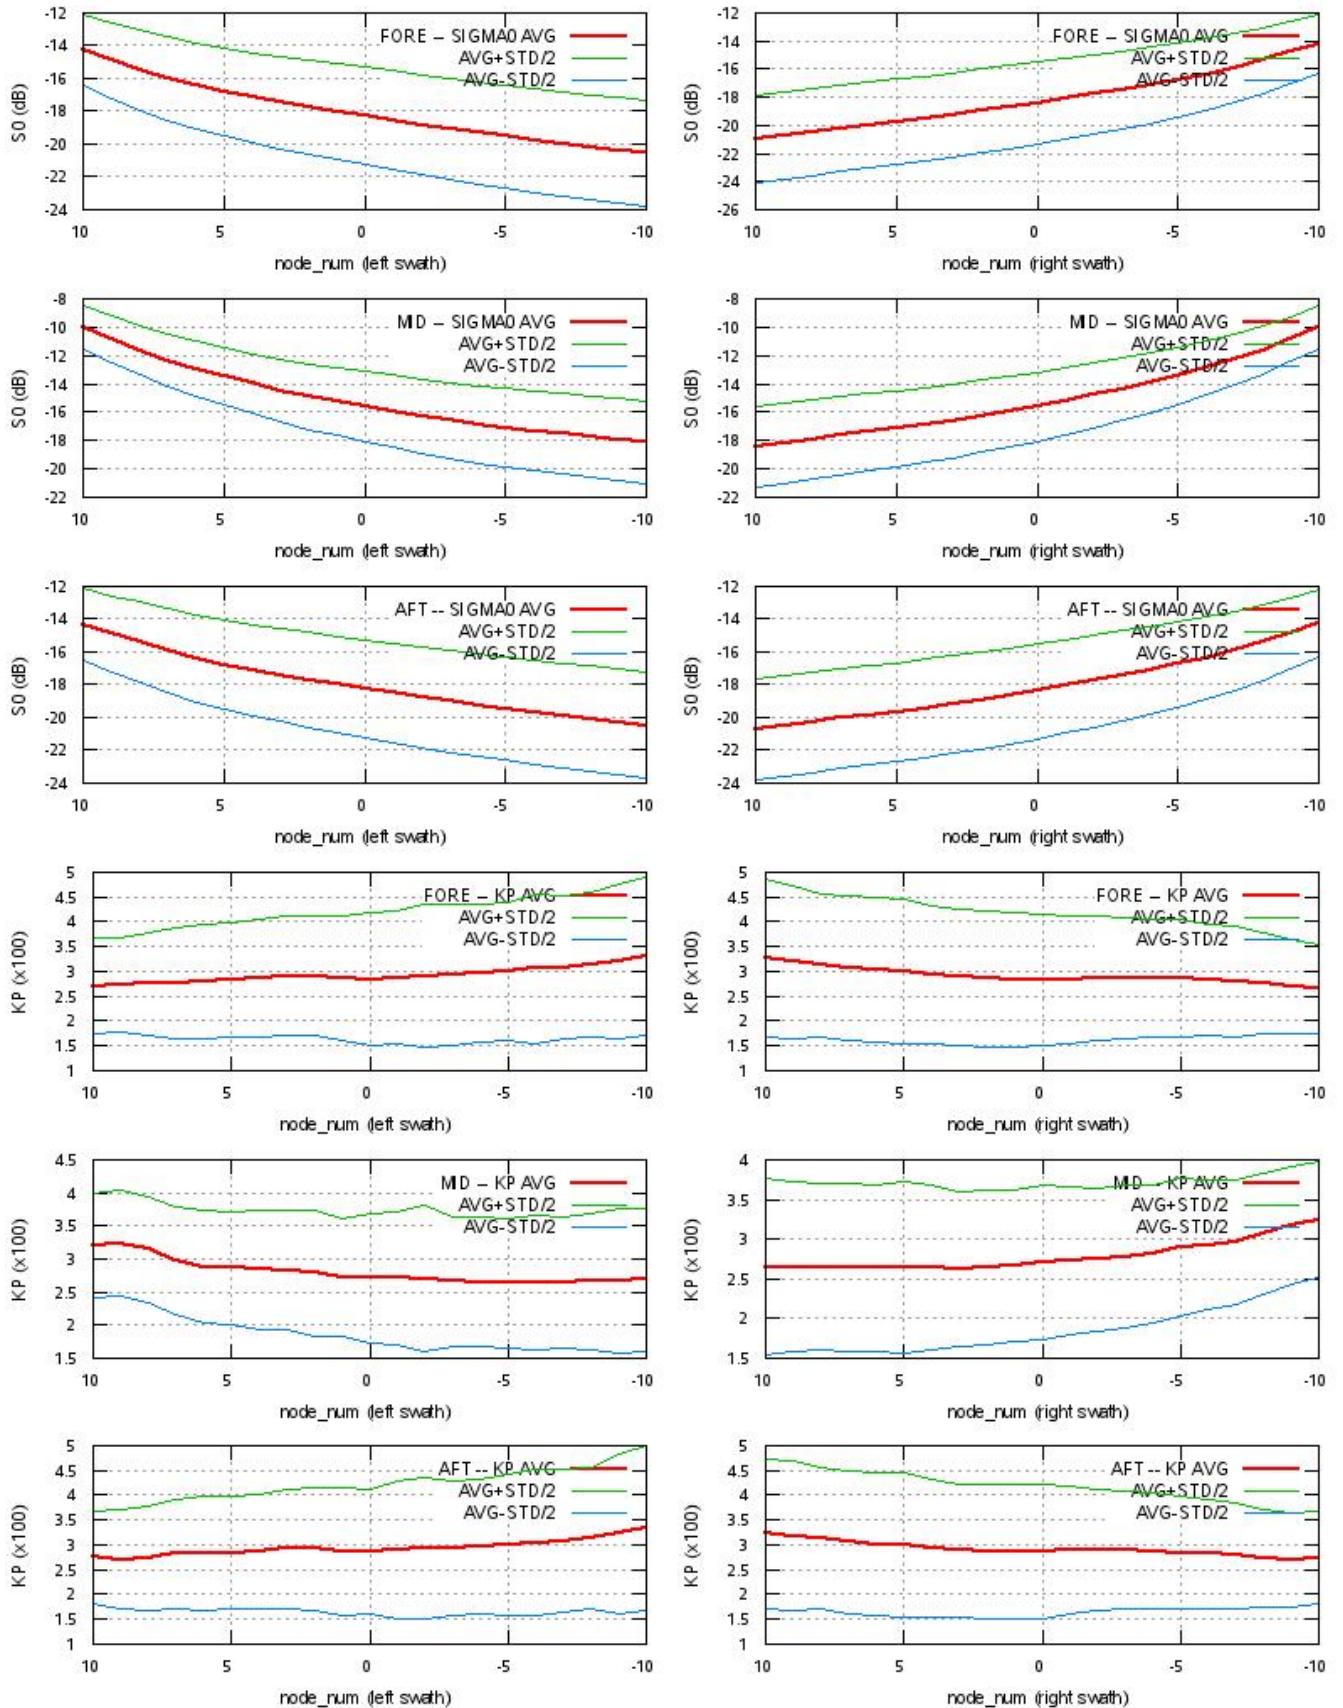 -12
-14
-16
-18
-20
-22
-24
S0 (dB)
FORE -- SIGMA0 AVG
AVG+STD/2
AVG-STD/2
10 5 0 -5 -10
node_num (left swath)
-12
-14
-16
-18
-20
-22
-24
-26
S0 (dB)
FORE -- SIGMA0 AVG
AVG+STD/2
AVG-STD/2
10 5 0 -5 -10
node_num (right swath)
-8
-10
-12
-14
-16
-18
-20
-22
S0 (dB)
MID -- SIGMA0 AVG
AVG+STD/2
AVG-STD/2
10 5 0 -5 -10
node_num (left swath)
-8
-10
-12
-14
-16
-18
-20
-22
S0 (dB)
MID -- SIGMA0 AVG
AVG+STD/2
AVG-STD/2
10 5 0 -5 -10
node_num (right swath)
-12
-14
-16
-18
-20
-22
-24
S0 (dB)
AFT -- SIGMA0 AVG
AVG+STD/2
AVG-STD/2
10 5 0 -5 -10
node_num (left swath)
-12
-14
-16
-18
-20
-22
-24
S0 (dB)
AFT -- SIGMA0 AVG
AVG+STD/2
AVG-STD/2
10 5 0 -5 -10
node_num (right swath)
5
4.5
4
3.5
3
2.5
2
1.5
1
KP (x100)
FORE -- KP AVG
AVG+STD/2
AVG-STD/2
10 5 0 -5 -10
node_num (left swath)
5
4.5
4
3.5
3
2.5
2
1.5
1
KP (x100)
FORE -- KP AVG
AVG+STD/2
AVG-STD/2
10 5 0 -5 -10
node_num (right swath)
4.5
4
3.5
3
2.5
2
1.5
KP (x100)
MID -- KP AVG
AVG+STD/2
AVG-STD/2
10 5 0 -5 -10
node_num (left swath)
4
3.5
3
2.5
2
1.5
KP (x100)
MID -- KP AVG
AVG+STD/2
AVG-STD/2
10 5 0 -5 -10
node_num (right swath)
5
4.5
4
3.5
3
2.5
2
1.5
1
KP (x100)
AFT -- KP AVG
AVG+STD/2
AVG-STD/2
10 5 0 -5 -10
node_num (left swath)
5
4.5
4
3.5
3
2.5
2
1.5
1
KP (x100)
AFT -- KP AVG
AVG+STD/2
AVG-STD/2
10 5 0 -5 -10
node_num (right swath)